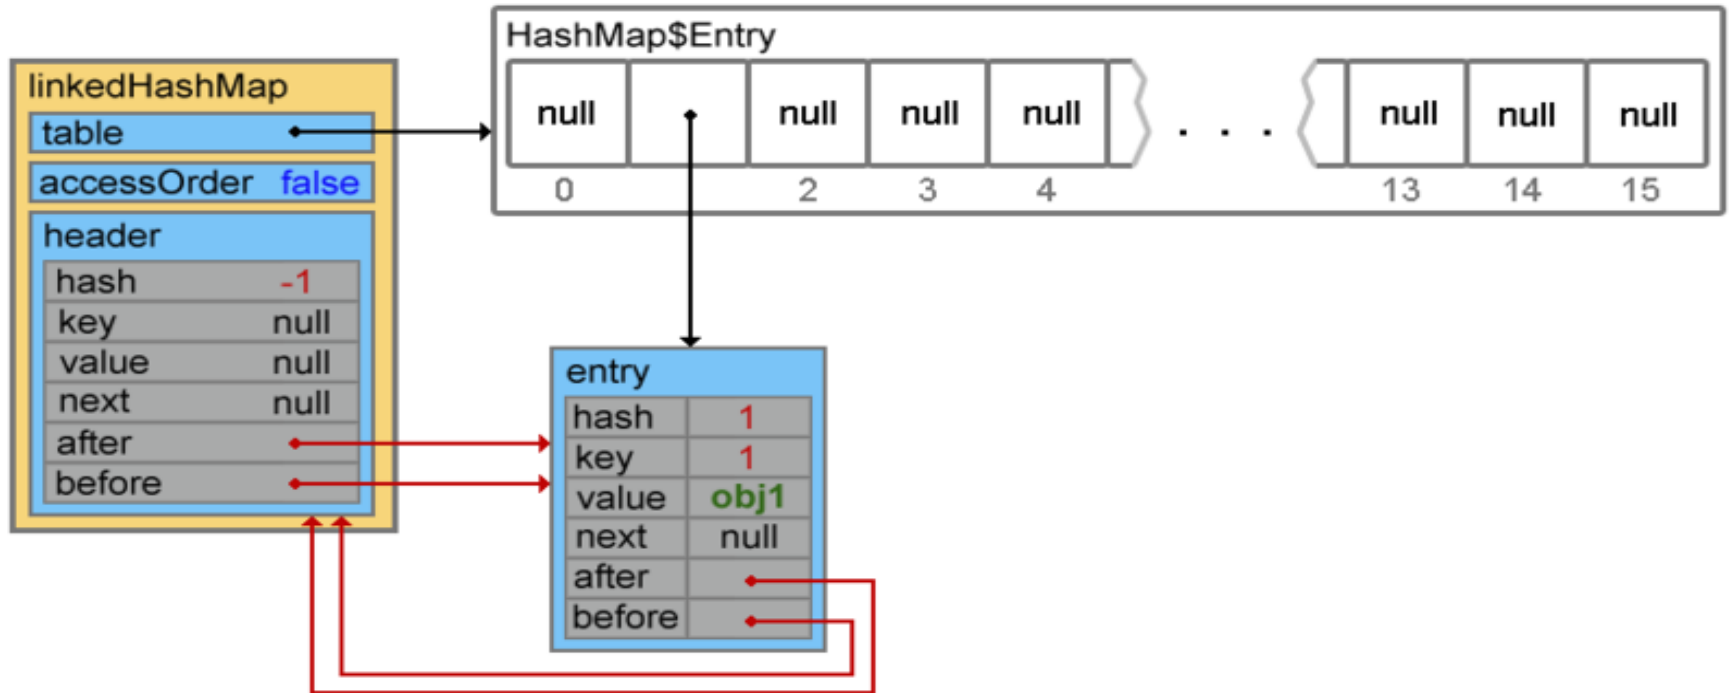 HashMap$Entry
null null null null . . . null null null
0 2 3 4 13 14 15
linkedHashMap
table
accessOrder false
header
hash -1
key null
value null
next null
after
before
entry
hash 1
key 1
value obj1
next null
after
before